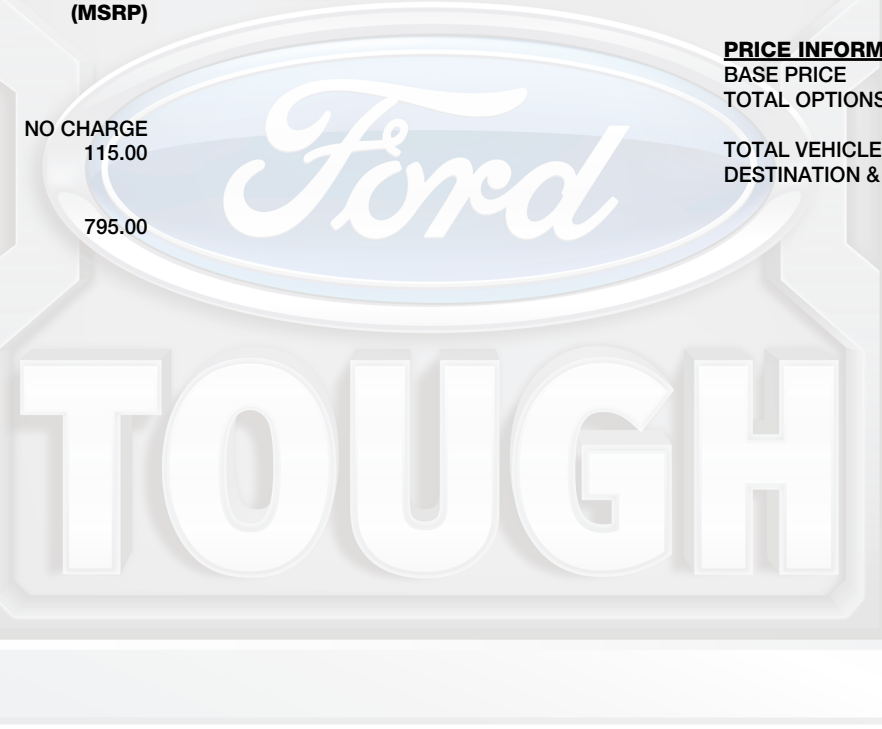 (MSRP)
NO CHARGE
115.00
795.00
PRICE INFORM
BASE PRICE
TOTAL OPTIONS
TOTAL VEHICLE
DESTINATION &
Ford
TOUGH